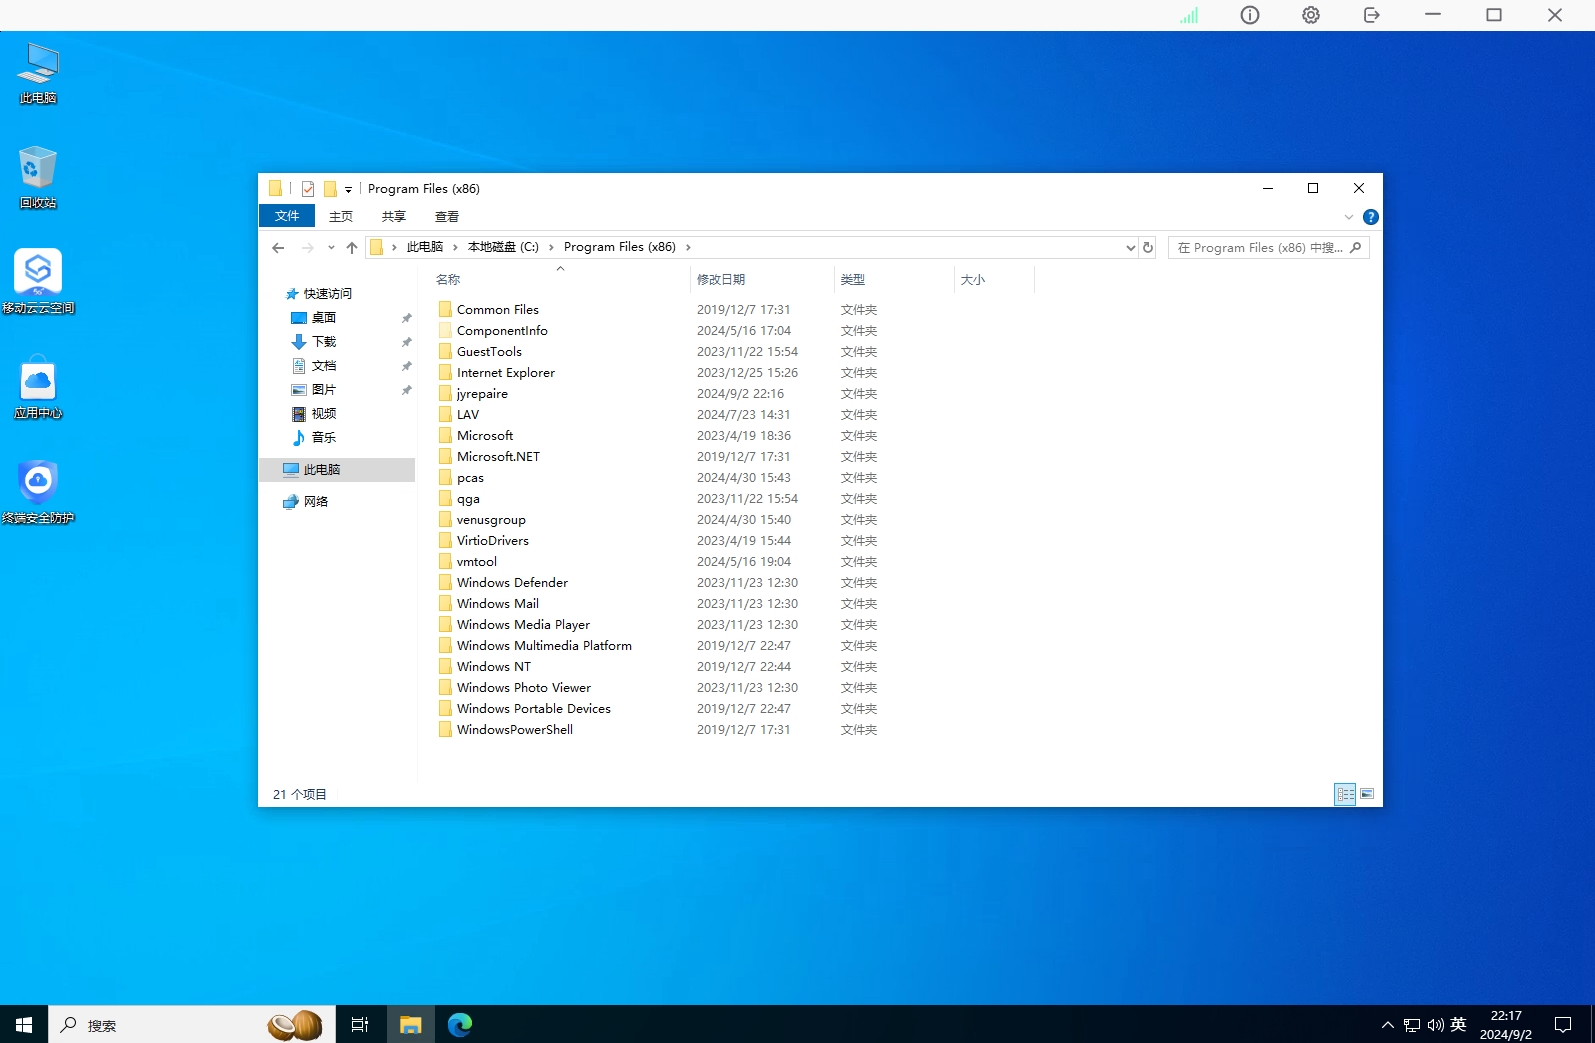 此电脑
回收站
移动云云空间
应用中心
终端安全防护
Program Files (x86)
文件 主页 共享 查看
此电脑 › 本地磁盘 (C:) › Program Files (x86) ›
在 Program Files (x86) 中搜...
快速访问
桌面
下载
文档
图片
视频
音乐
此电脑
网络
名称 修改日期 类型 大小
Common Files 2019/12/7 17:31 文件夹
ComponentInfo 2024/5/16 17:04 文件夹
GuestTools 2023/11/22 15:54 文件夹
Internet Explorer 2023/12/25 15:26 文件夹
jyrepaire 2024/9/2 22:16 文件夹
LAV 2024/7/23 14:31 文件夹
Microsoft 2023/4/19 18:36 文件夹
Microsoft.NET 2019/12/7 17:31 文件夹
pcas 2024/4/30 15:43 文件夹
qga 2023/11/22 15:54 文件夹
venusgroup 2024/4/30 15:40 文件夹
VirtioDrivers 2023/4/19 15:44 文件夹
vmtool 2024/5/16 19:04 文件夹
Windows Defender 2023/11/23 12:30 文件夹
Windows Mail 2023/11/23 12:30 文件夹
Windows Media Player 2023/11/23 12:30 文件夹
Windows Multimedia Platform 2019/12/7 22:47 文件夹
Windows NT 2019/12/7 22:44 文件夹
Windows Photo Viewer 2023/11/23 12:30 文件夹
Windows Portable Devices 2019/12/7 22:47 文件夹
WindowsPowerShell 2019/12/7 17:31 文件夹
21 个项目
搜索
英
22:17
2024/9/2